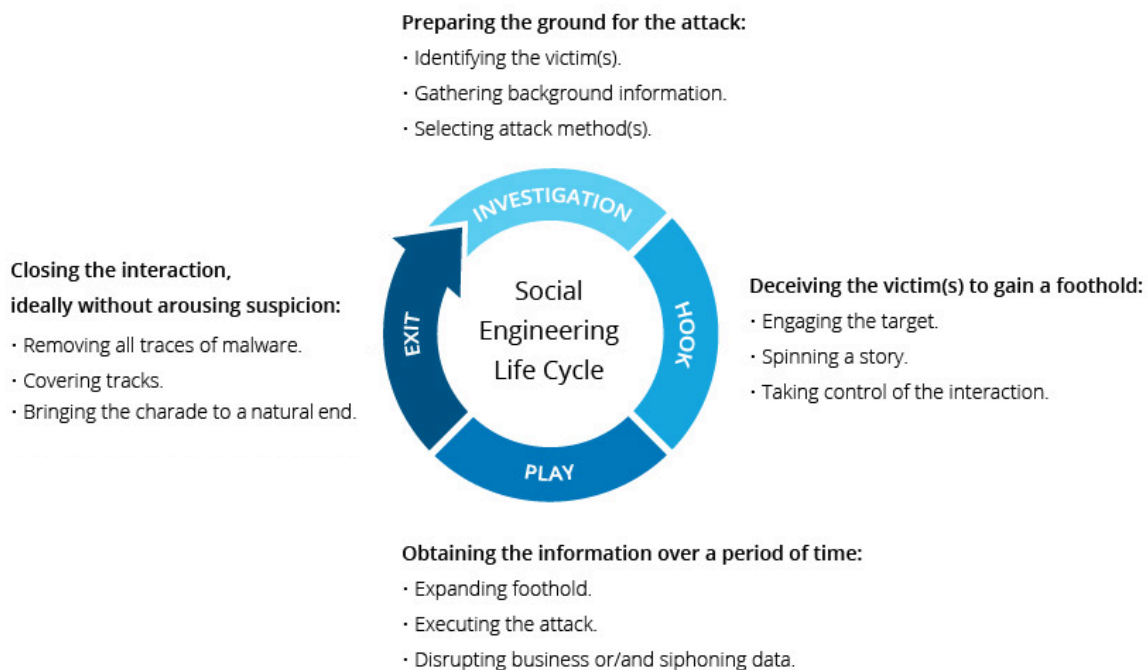 Preparing the ground for the attack:
· Identifying the victim(s).
· Gathering background information.
· Selecting attack method(s).
INVESTIGATION
Closing the interaction,
ideally without arousing suspicion:
· Removing all traces of malware.
· Covering tracks.
· Bringing the charade to a natural end.
EXIT
Social
Engineering
Life Cycle
HOOK
Deceiving the victim(s) to gain a foothold:
· Engaging the target.
· Spinning a story.
· Taking control of the interaction.
PLAY
Obtaining the information over a period of time:
· Expanding foothold.
· Executing the attack.
· Disrupting business or/and siphoning data.